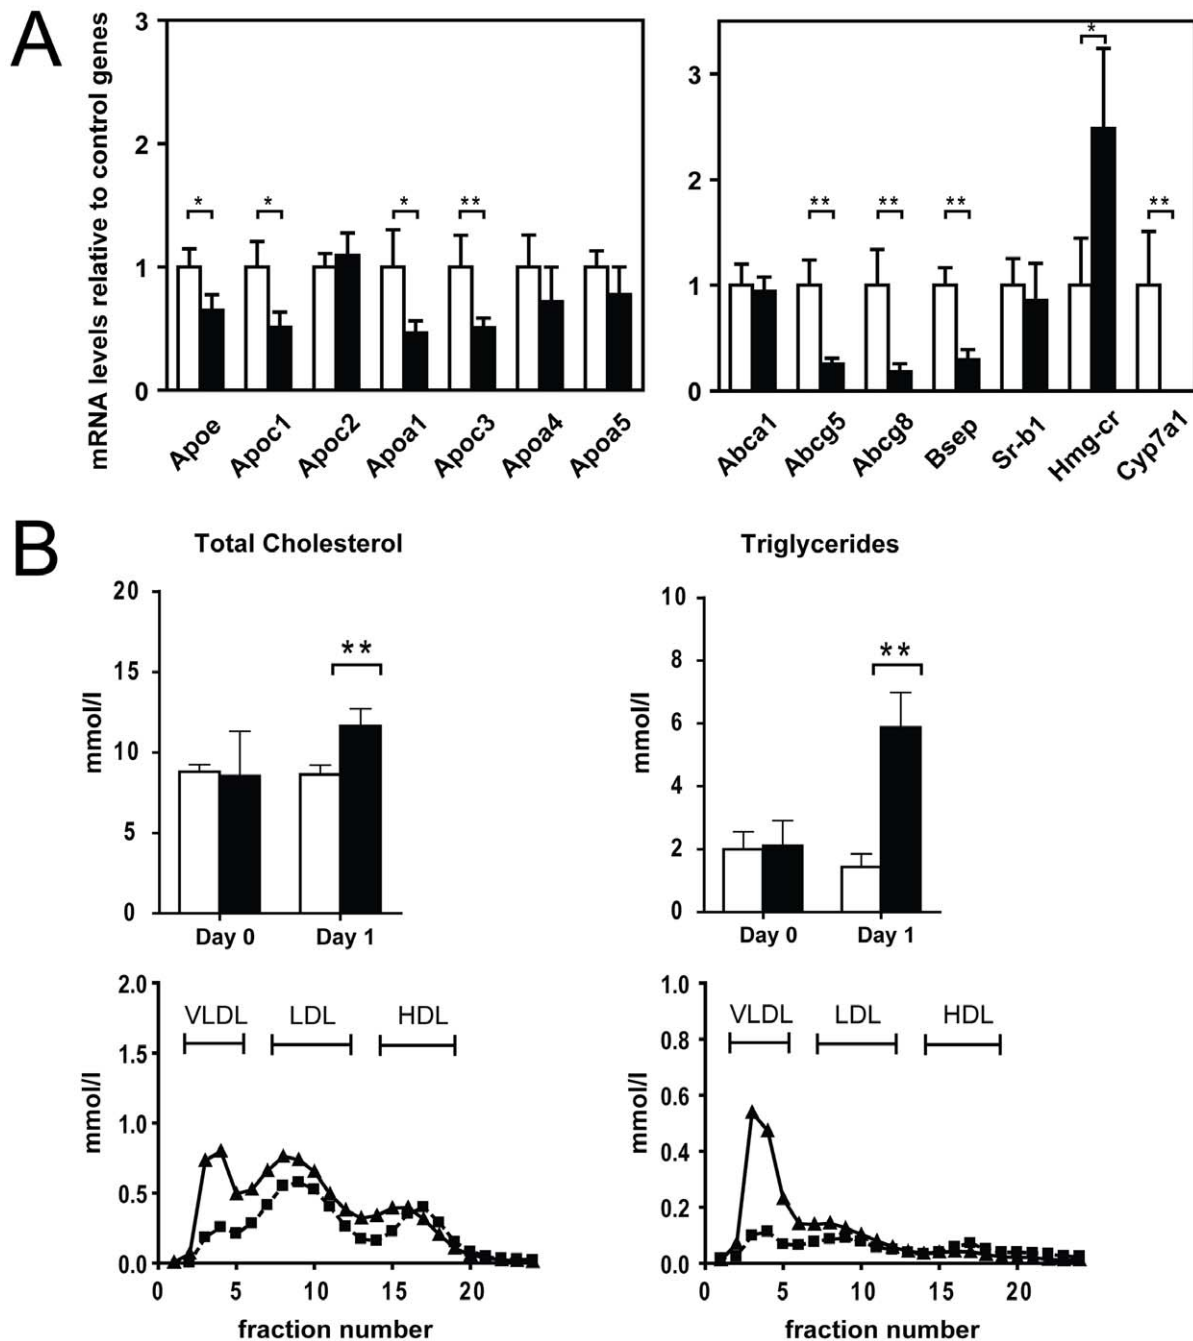 A
mRNA levels relative to control genes
3
2
1
0
* * * **
Apoe Apoc1 Apoc2 Apoa1 Apoc3 Apoa4 Apoa5
3
2
1
0
** ** ** * **
Abca1 Abcg5 Abcg8 Bsep Sr-b1 Hmg-cr Cyp7a1
B
Total Cholesterol
mmol/l
20
15
10
5
0
**
Day 0 Day 1
Triglycerides
mmol/l
10
8
6
4
2
0
**
Day 0 Day 1
mmol/l
2.0
1.5
1.0
0.5
0.0
VLDL LDL HDL
0 5 10 15 20
fraction number
mmol/l
1.0
0.8
0.6
0.4
0.2
0.0
VLDL LDL HDL
0 5 10 15 20
fraction number